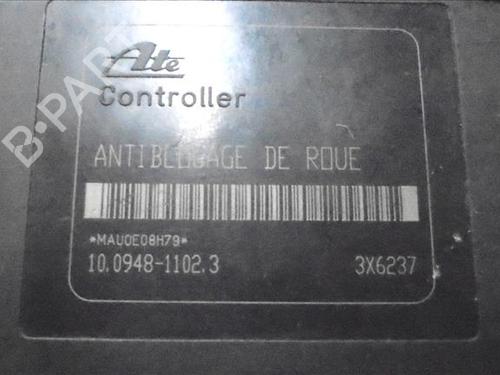 Ate
Controller
ANTIBLOCAGE DE ROUE
*MAUOE08H79*
10.0948-1102.3 3X6237
B-PARTS